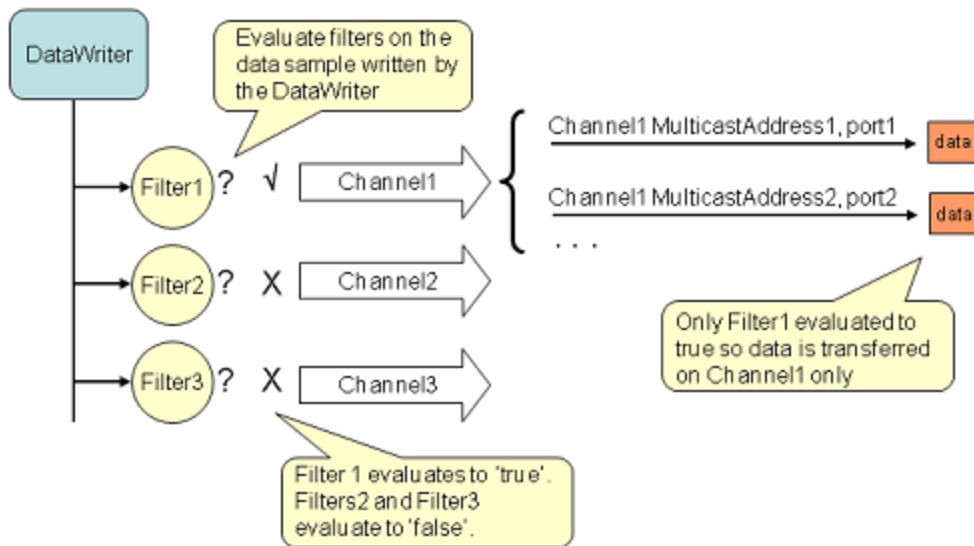 DataWriter
Evaluate filters on the
data sample written by
the DataWriter
Filter1 ? √ Channel1
Channel1 MulticastAddress1, port1
data
Channel1 MulticastAddress2, port2
data
. . .
Filter2 ? X Channel2
Only Filter1 evaluated to
true so data is transferred
on Channel1 only
Filter3 ? X Channel3
Filter 1 evaluates to 'true'.
Filters2 and Filter3
evaluate to 'false'.